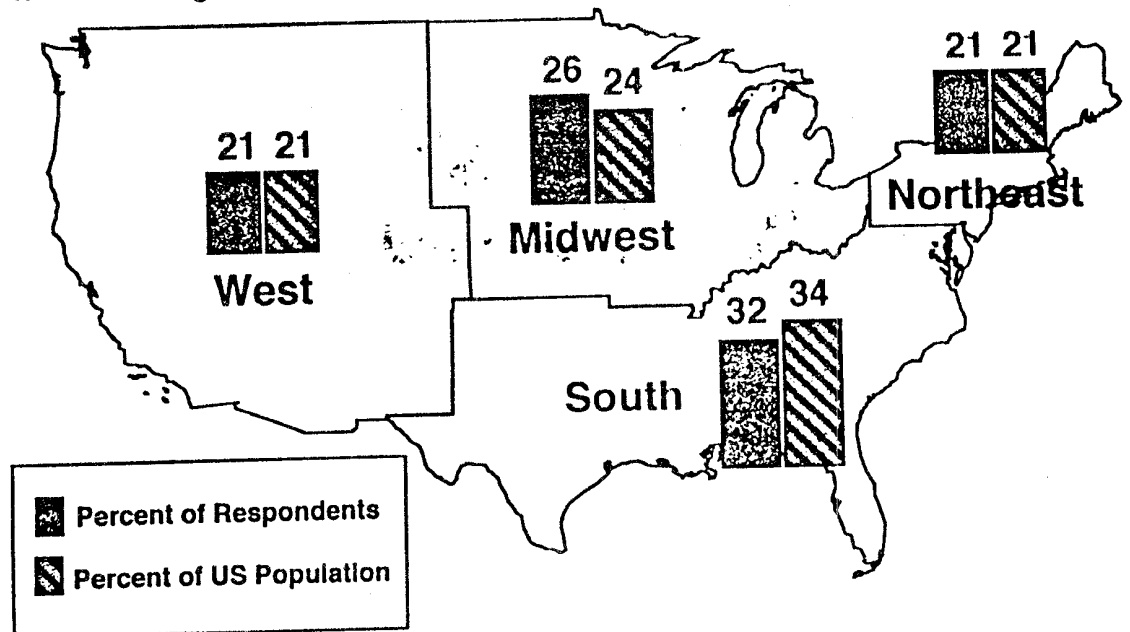 21 21
West
26 24
Midwest
21 21
Northeast
32 34
South
Percent of Respondents
Percent of US Population